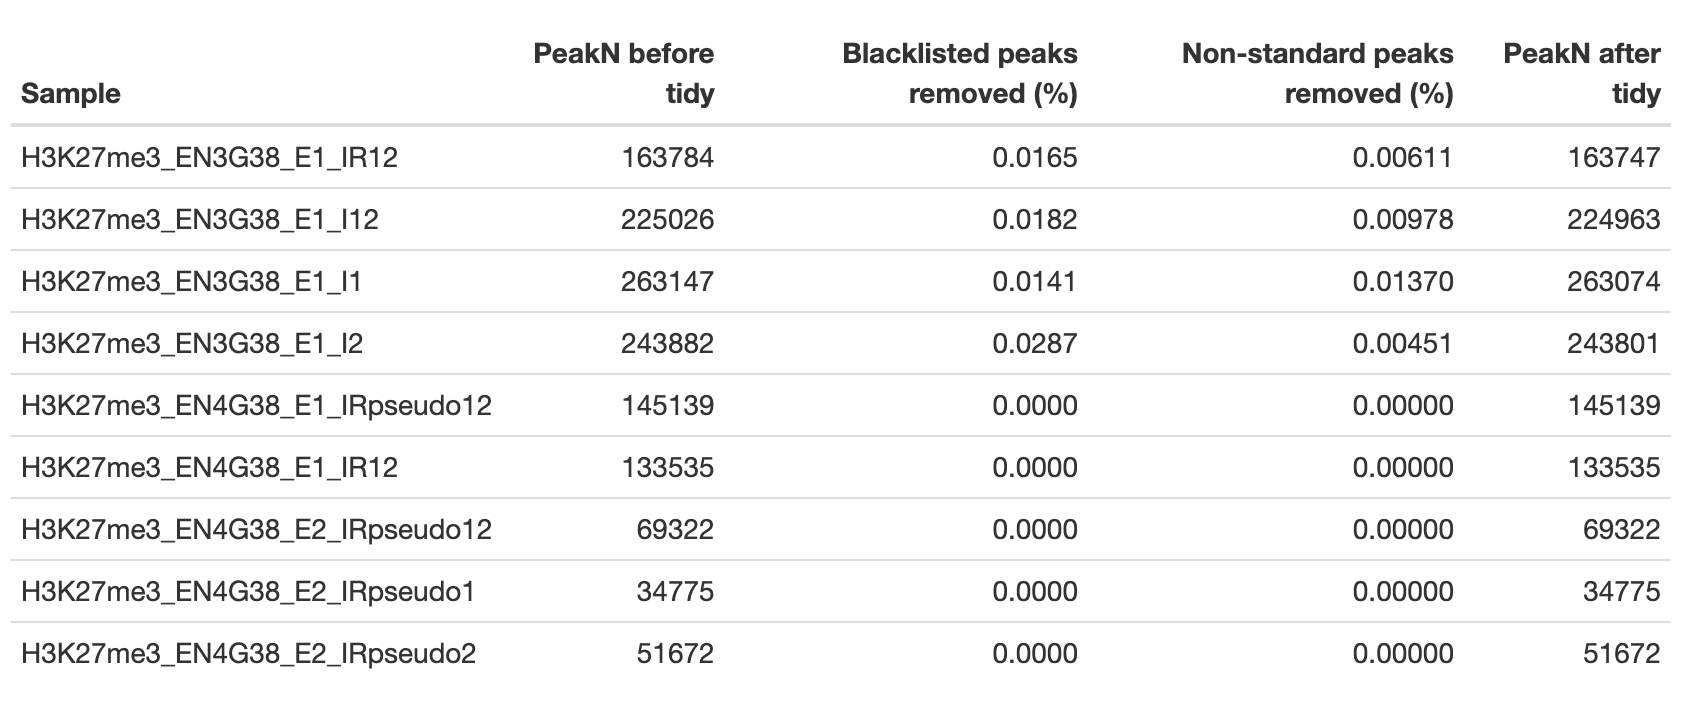 PeakN before Blacklisted peaks Non-standard peaks PeakN after
Sample tidy removed (%) removed (%) tidy
H3K27me3_EN3G38_E1_IR12 163784 0.0165 0.00611 163747
H3K27me3_EN3G38_E1_I12 225026 0.0182 0.00978 224963
H3K27me3_EN3G38_E1_I1 263147 0.0141 0.01370 263074
H3K27me3_EN3G38_E1_I2 243882 0.0287 0.00451 243801
H3K27me3_EN4G38_E1_IRpseudo12 145139 0.0000 0.00000 145139
H3K27me3_EN4G38_E1_IR12 133535 0.0000 0.00000 133535
H3K27me3_EN4G38_E2_IRpseudo12 69322 0.0000 0.00000 69322
H3K27me3_EN4G38_E2_IRpseudo1 34775 0.0000 0.00000 34775
H3K27me3_EN4G38_E2_IRpseudo2 51672 0.0000 0.00000 51672